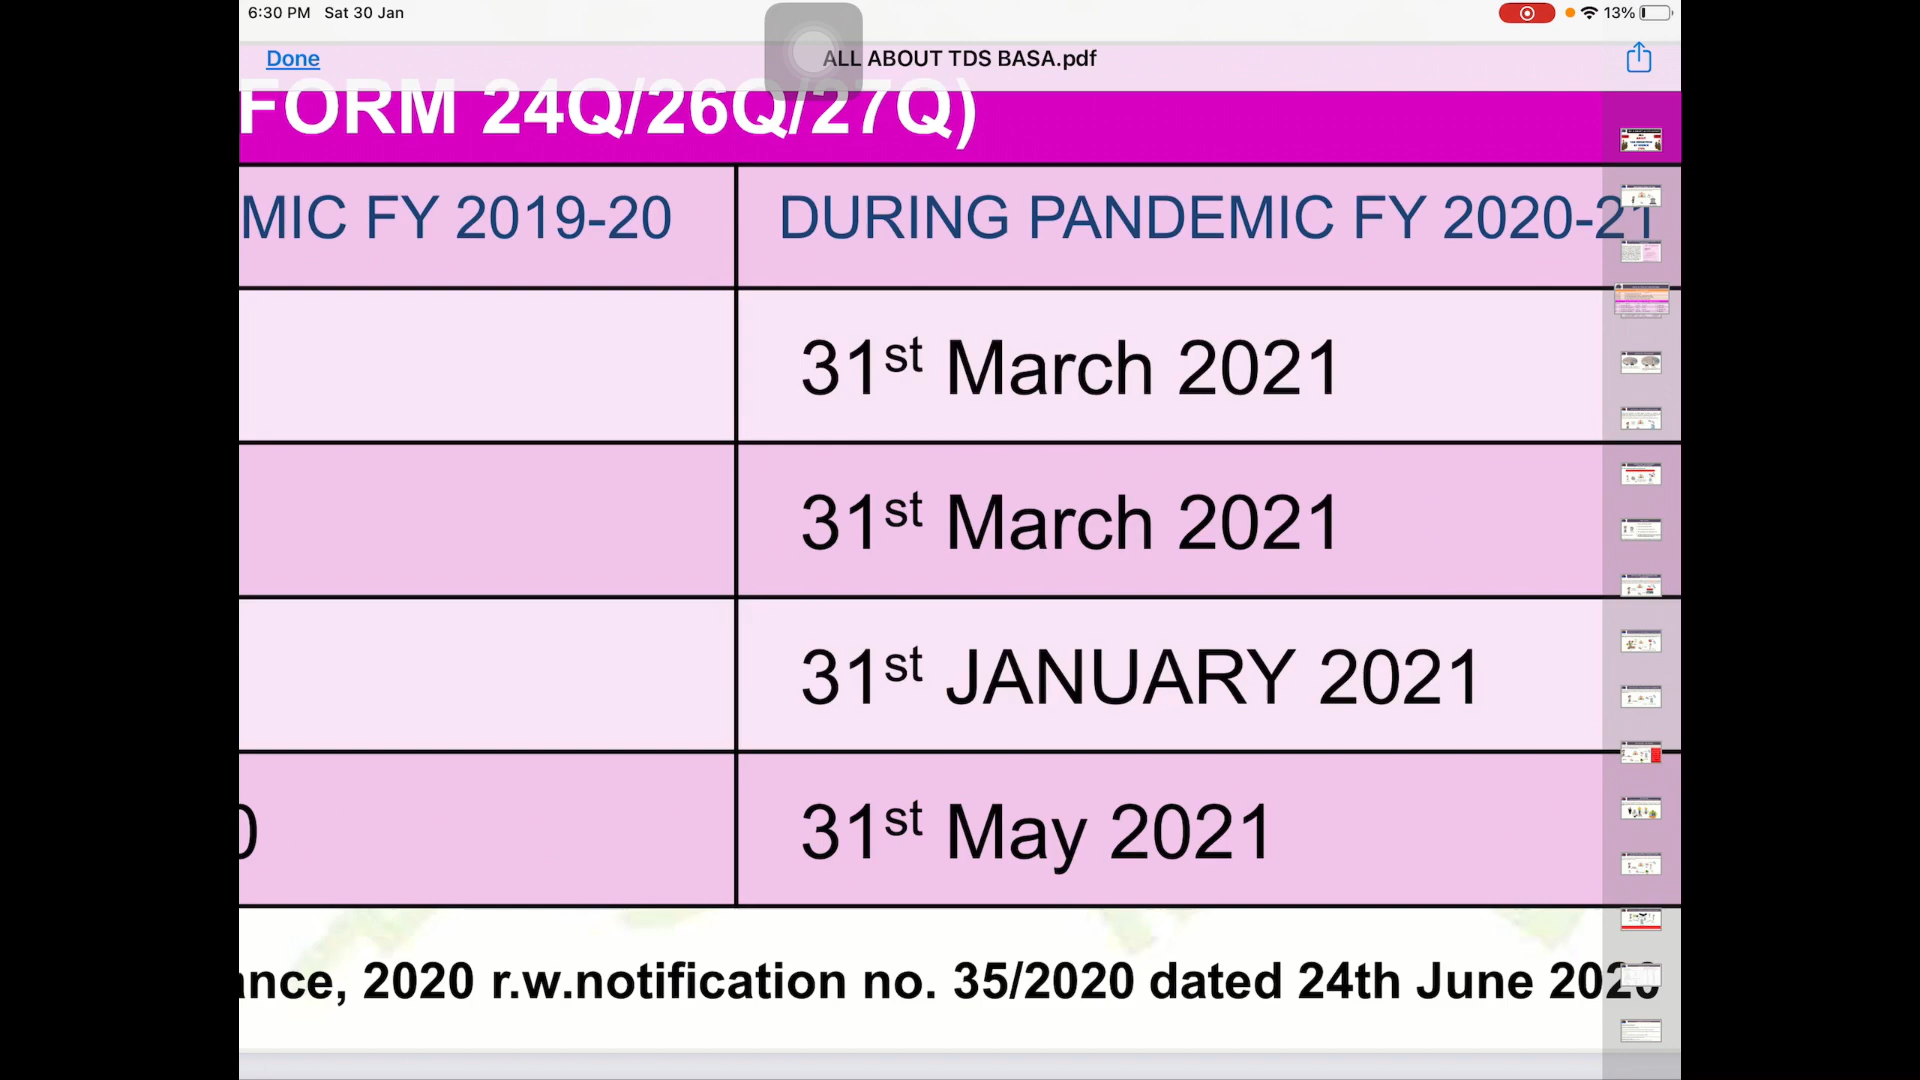 6:30 PM Sat 30 Jan 13%
Done ALL ABOUT TDS BASA.pdf
FORM 24Q/26Q/27Q)
MIC FY 2019-20 DURING PANDEMIC FY 2020-21
31st March 2021
31st March 2021
31st JANUARY 2021
0 31st May 2021
ance, 2020 r.w.notification no. 35/2020 dated 24th June 2020